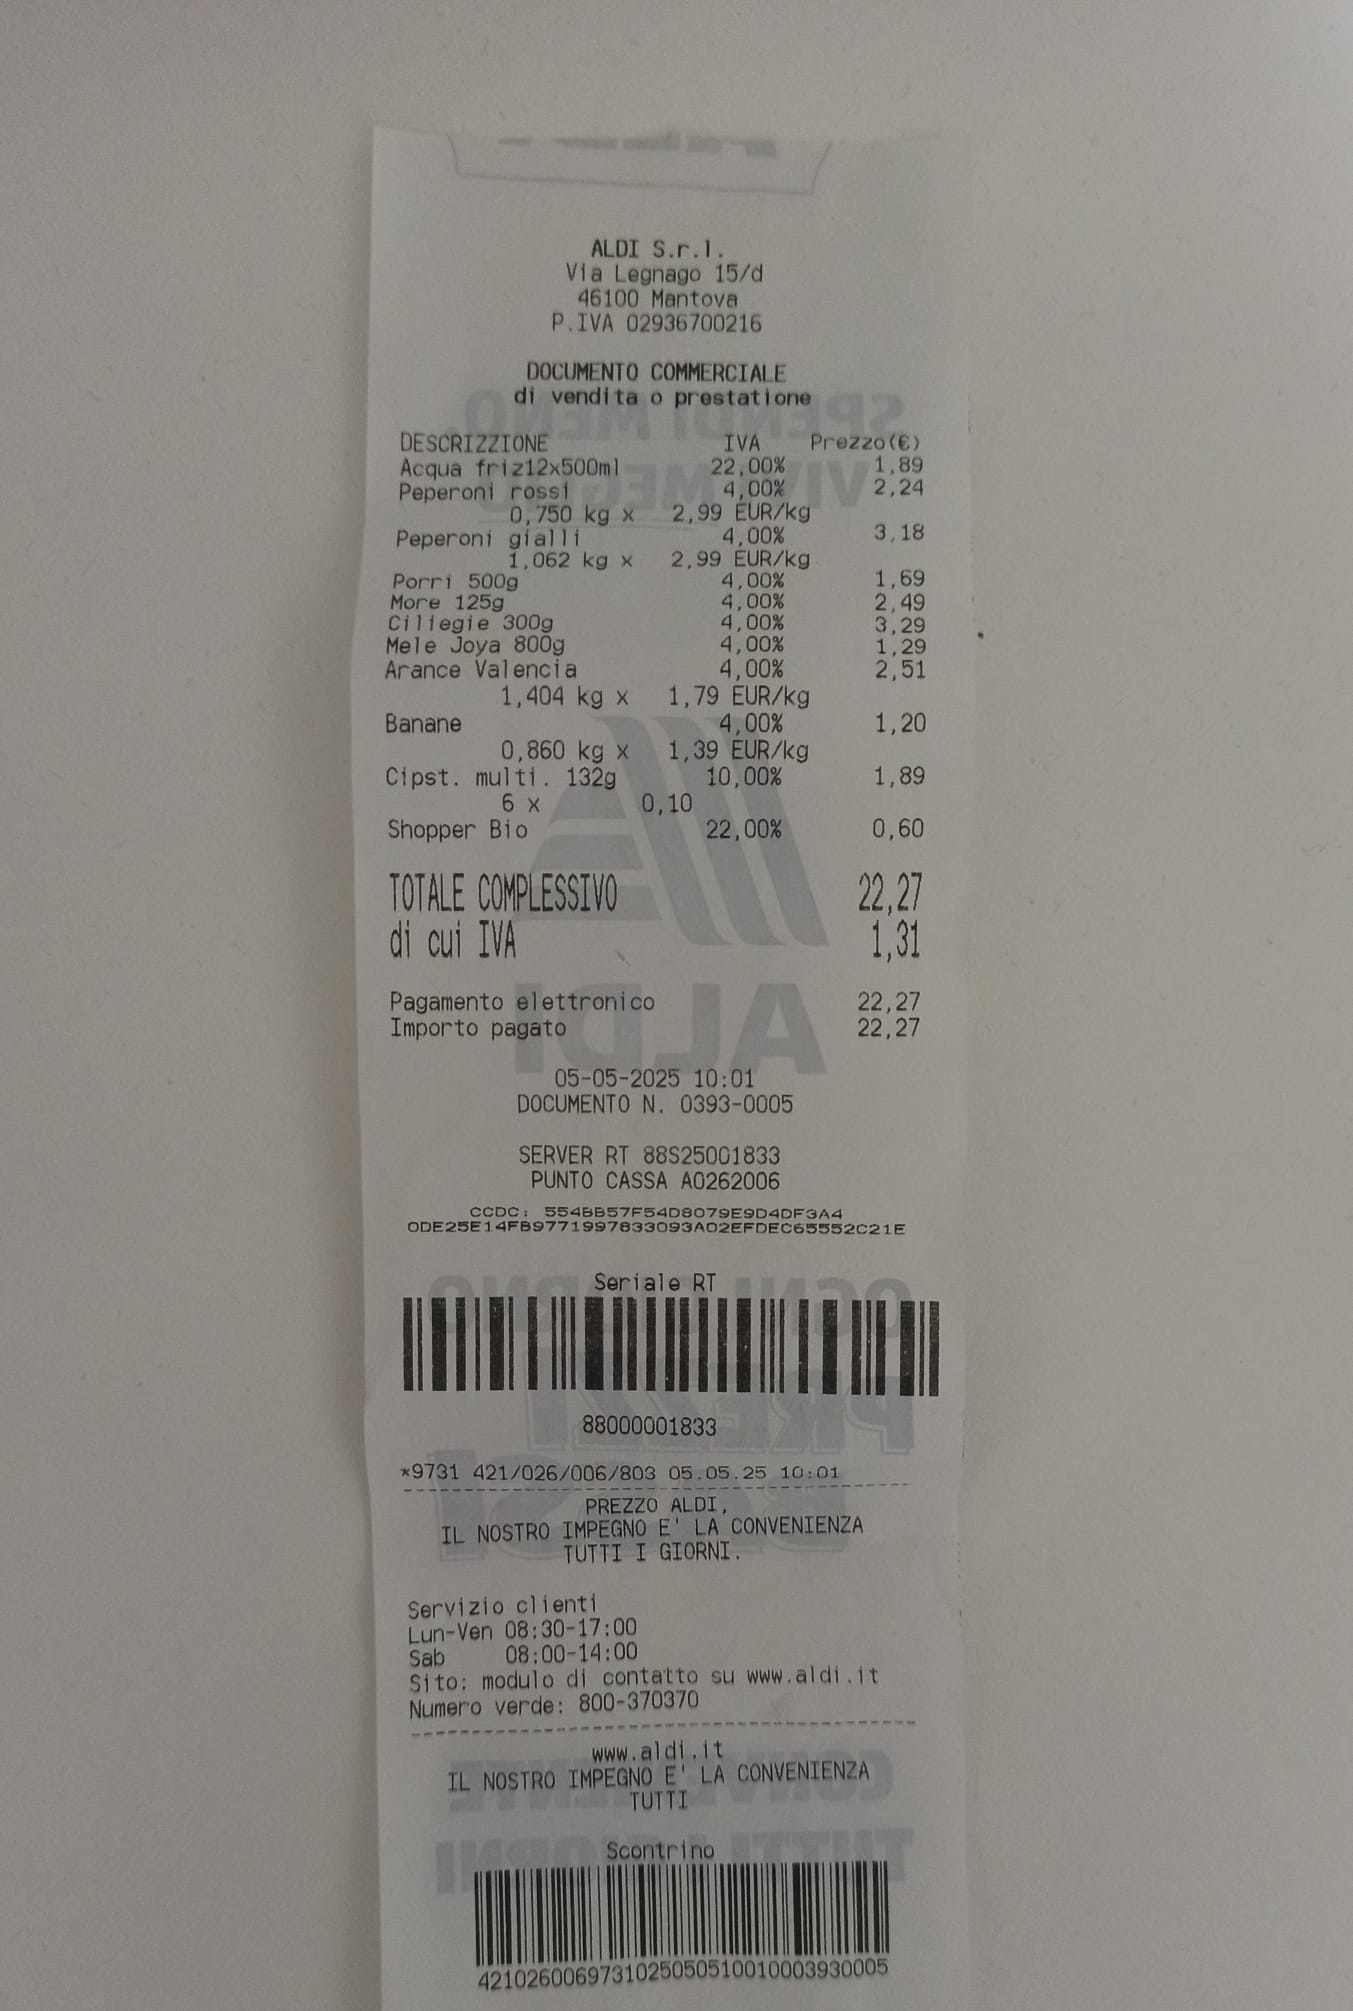 ALDI S.r.l.
Via Legnago 15/d
46100 Mantova
P.IVA 02936700216
DOCUMENTO COMMERCIALE
di vendita o prestatione
DESCRIZZIONE IVA Prezzo(€)
Acqua friz12x500ml 22,00% 1,89
Peperoni rossi 4,00% 2,24
0,750 kg x 2,99 EUR/kg
Peperoni gialli 4,00% 3,18
1,062 kg x 2,99 EUR/kg
Porri 500g 4,00% 1,69
More 125g 4,00% 2,49
Ciliegie 300g 4,00% 3,29
Mele Joya 800g 4,00% 1,29
Arance Valencia 4,00% 2,51
1,404 kg x 1,79 EUR/kg
Banane 4,00% 1,20
0,860 kg x 1,39 EUR/kg
Cipst. multi. 132g 10,00% 1,89
6 x 0,10
Shopper Bio 22,00% 0,60
TOTALE COMPLESSIVO 22,27
di cui IVA 1,31
Pagamento elettronico 22,27
Importo pagato 22,27
05-05-2025 10:01
DOCUMENTO N. 0393-0005
SERVER RT 88S25001833
PUNTO CASSA A0262006
CCDC: 554BB57F54D8079E9D4DF3A4
0DE25E14FB9771997833093A02EFDEC65552C21E
Seriale RT
88000001833
*9731 421/026/006/803 05.05.25 10:01
PREZZO ALDI,
IL NOSTRO IMPEGNO E' LA CONVENIENZA
TUTTI I GIORNI.
Servizio clienti
Lun-Ven 08:30-17:00
Sab 08:00-14:00
Sito: modulo di contatto su www.aldi.it
Numero verde: 800-370370
www.aldi.it
IL NOSTRO IMPEGNO E' LA CONVENIENZA
TUTTI
Scontrino
421026006973102505051001000393​0005